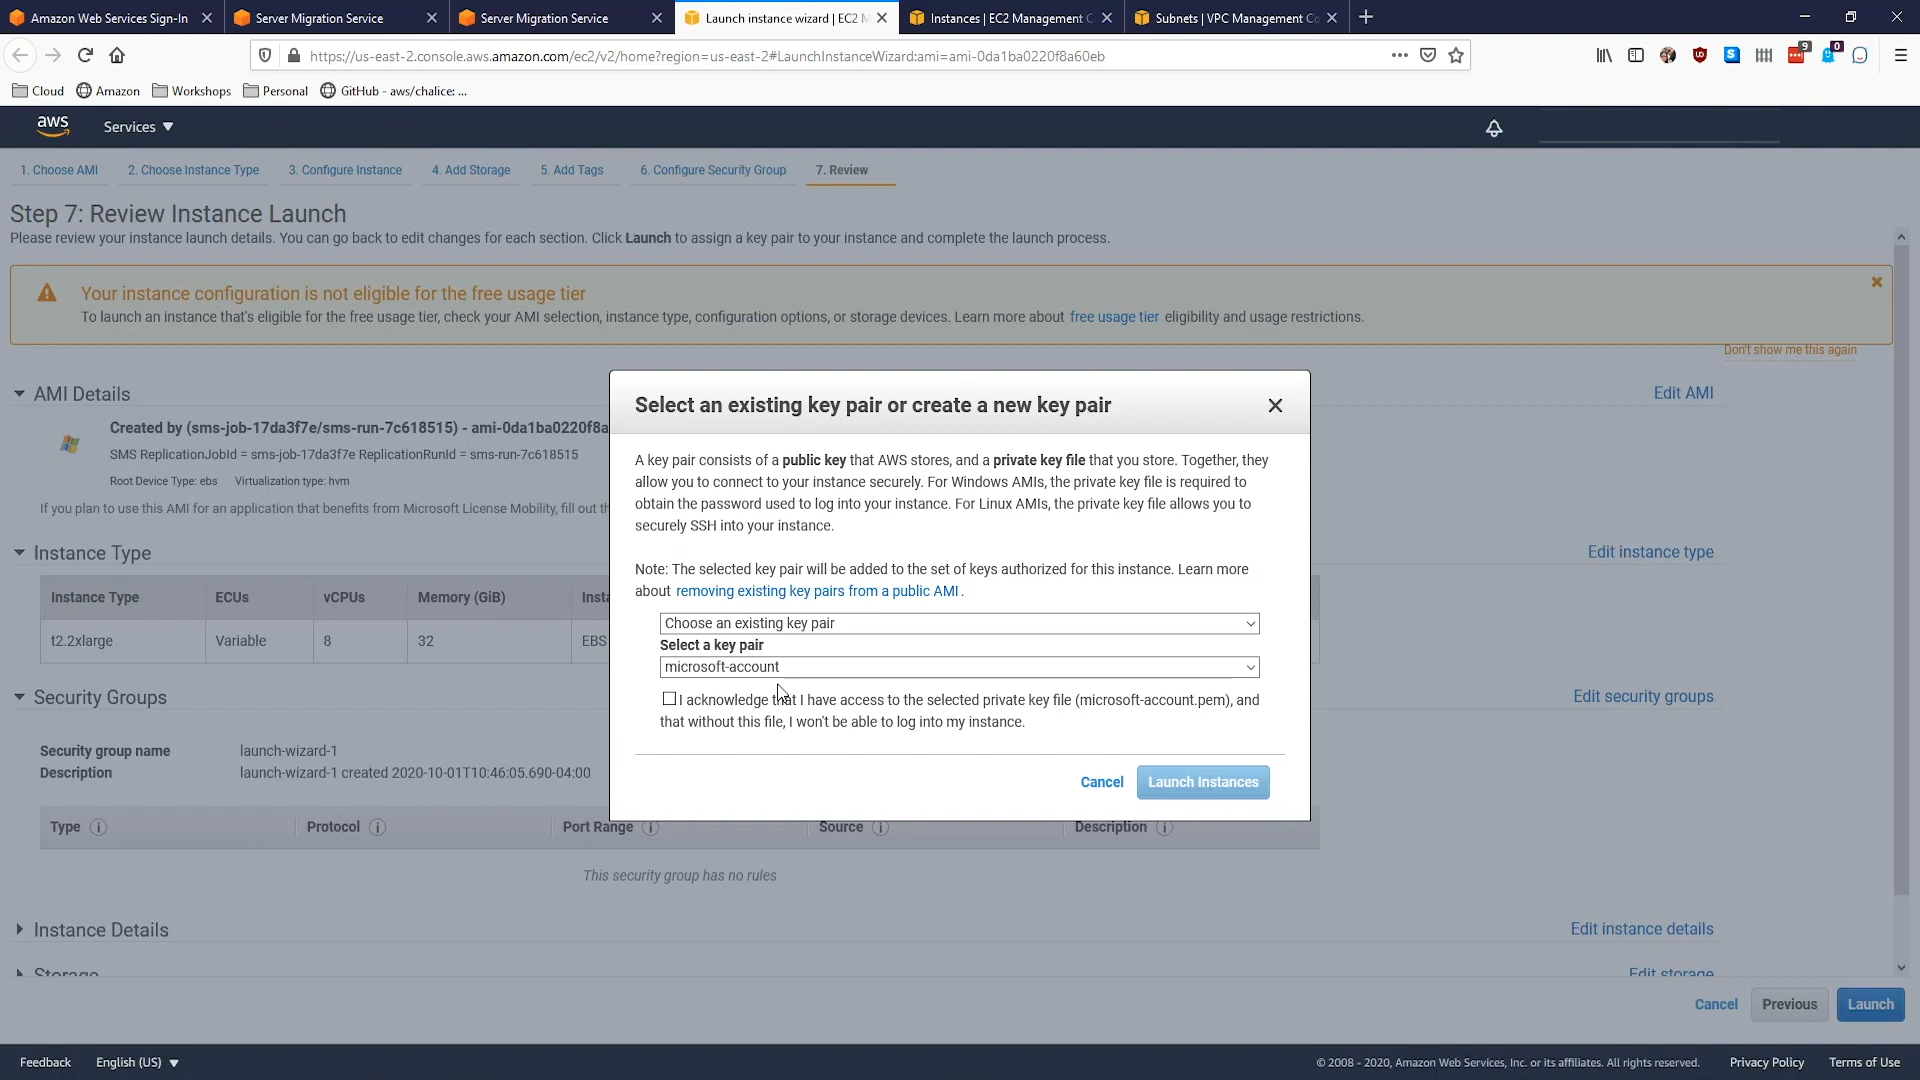 Amazon Web Services Sign-In
Server Migration Service
Server Migration Service
Launch instance wizard | EC2 M
Instances | EC2 Management C
Subnets | VPC Management Co
https://us-east-2.console.aws.amazon.com/ec2/v2/home?region=us-east-2#LaunchInstanceWizard:ami=ami-0da1ba0220f8a60eb
9
0
Cloud
Amazon
Workshops
Personal
GitHub - aws/chalice: ...
aws
Services
1. Choose AMI
2. Choose Instance Type
3. Configure Instance
4. Add Storage
5. Add Tags
6. Configure Security Group
7. Review
Step 7: Review Instance Launch
Please review your instance launch details. You can go back to edit changes for each section. Click Launch to assign a key pair to your instance and complete the launch process.
Your instance configuration is not eligible for the free usage tier
To launch an instance that's eligible for the free usage tier, check your AMI selection, instance type, configuration options, or storage devices. Learn more about free usage tier eligibility and usage restrictions.
Don't show me this again
AMI Details
Edit AMI
Created by (sms-job-17da3f7e/sms-run-7c618515) - ami-0da1ba0220f8a
SMS ReplicationJobId = sms-job-17da3f7e ReplicationRunId = sms-run-7c618515
Root Device Type: ebs Virtualization type: hvm
If you plan to use this AMI for an application that benefits from Microsoft License Mobility, fill out th
Instance Type
Edit instance type
Instance Type
ECUs
vCPUs
Memory (GiB)
Insta
t2.2xlarge
Variable
8
32
EBS
Security Groups
Edit security groups
Security group name
launch-wizard-1
Description
launch-wizard-1 created 2020-10-01T10:46:05.690-04:00
Type
Protocol
Port Range
Source
Description
This security group has no rules
Instance Details
Edit instance details
Storage
Edit storage
Select an existing key pair or create a new key pair
A key pair consists of a public key that AWS stores, and a private key file that you store. Together, they
allow you to connect to your instance securely. For Windows AMIs, the private key file is required to
obtain the password used to log into your instance. For Linux AMIs, the private key file allows you to
securely SSH into your instance.
Note: The selected key pair will be added to the set of keys authorized for this instance. Learn more
about removing existing key pairs from a public AMI .
Choose an existing key pair
Select a key pair
microsoft-account
I acknowledge that I have access to the selected private key file (microsoft-account.pem), and
that without this file, I won't be able to log into my instance.
Cancel
Launch Instances
Cancel
Previous
Launch
Feedback
English (US)
© 2008 - 2020, Amazon Web Services, Inc. or its affiliates. All rights reserved.
Privacy Policy
Terms of Use